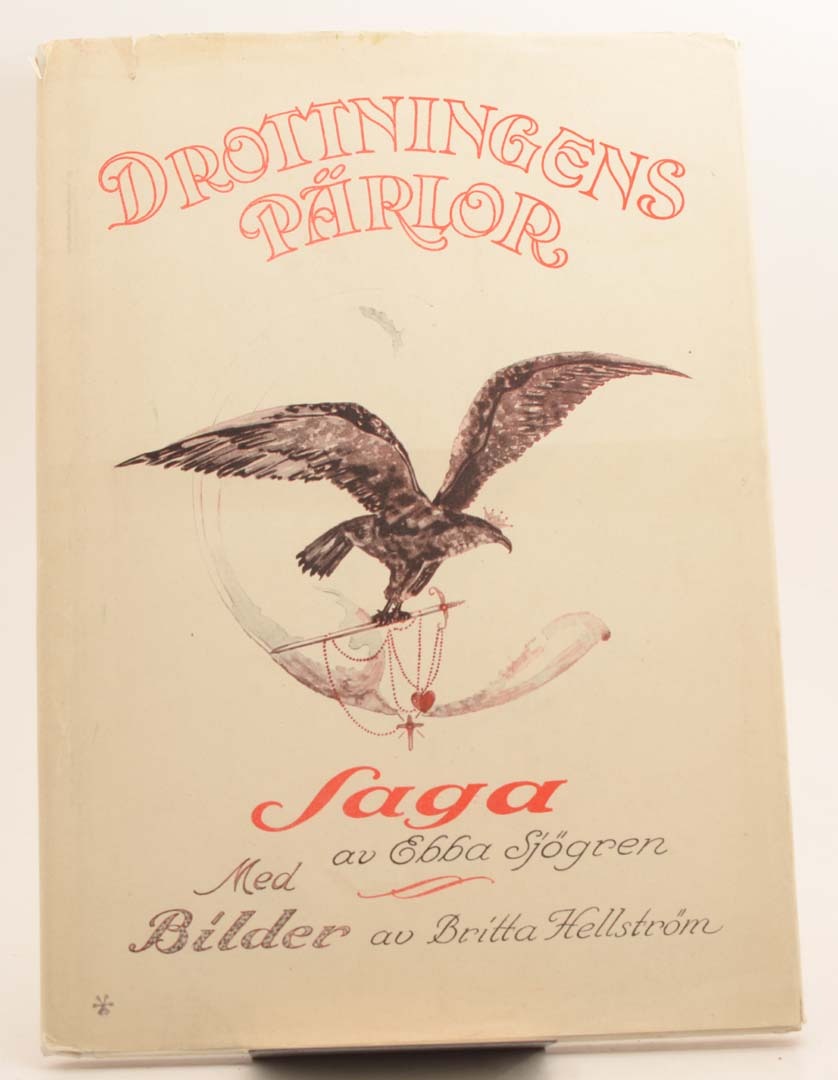 DROTTNINGENS
PÄRLOR
Saga
av Ebba Sjögren
Med
Bilder av Britta Hellström